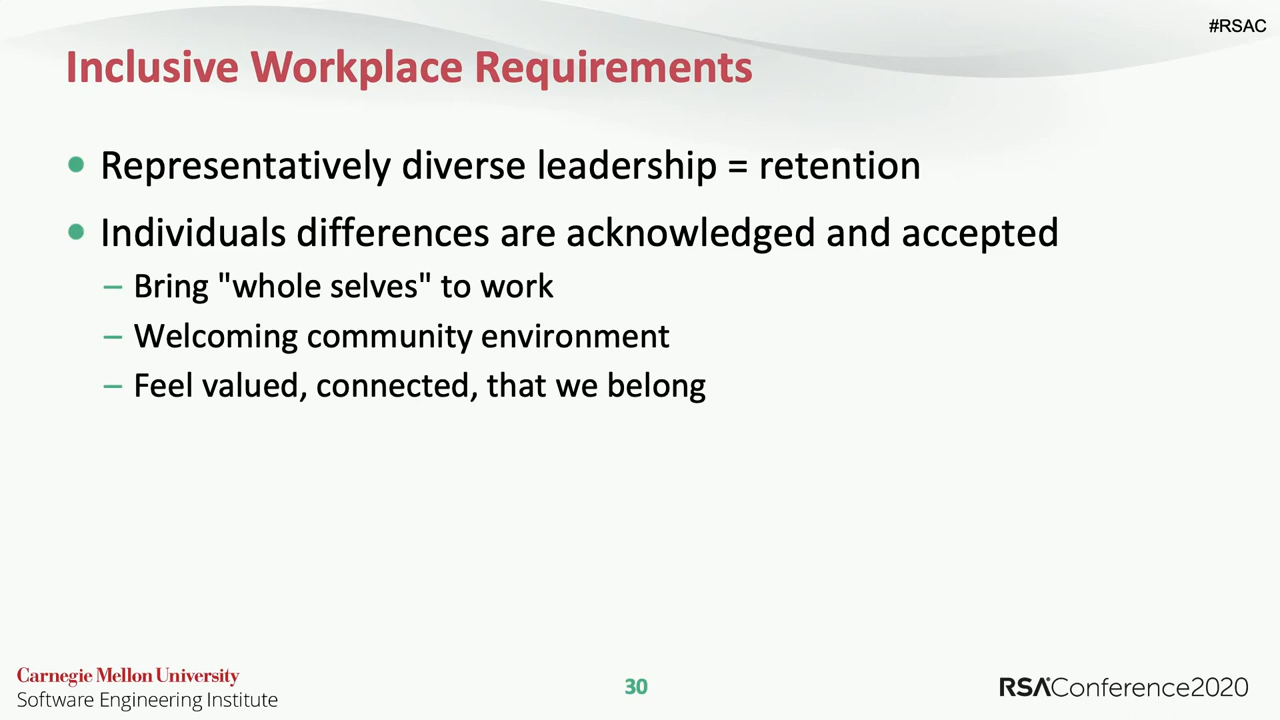 #RSAC
Inclusive Workplace Requirements
• Representatively diverse leadership = retention
• Individuals differences are acknowledged and accepted
– Bring "whole selves" to work
– Welcoming community environment
– Feel valued, connected, that we belong
Carnegie Mellon University
Software Engineering Institute
30
RSAConference2020